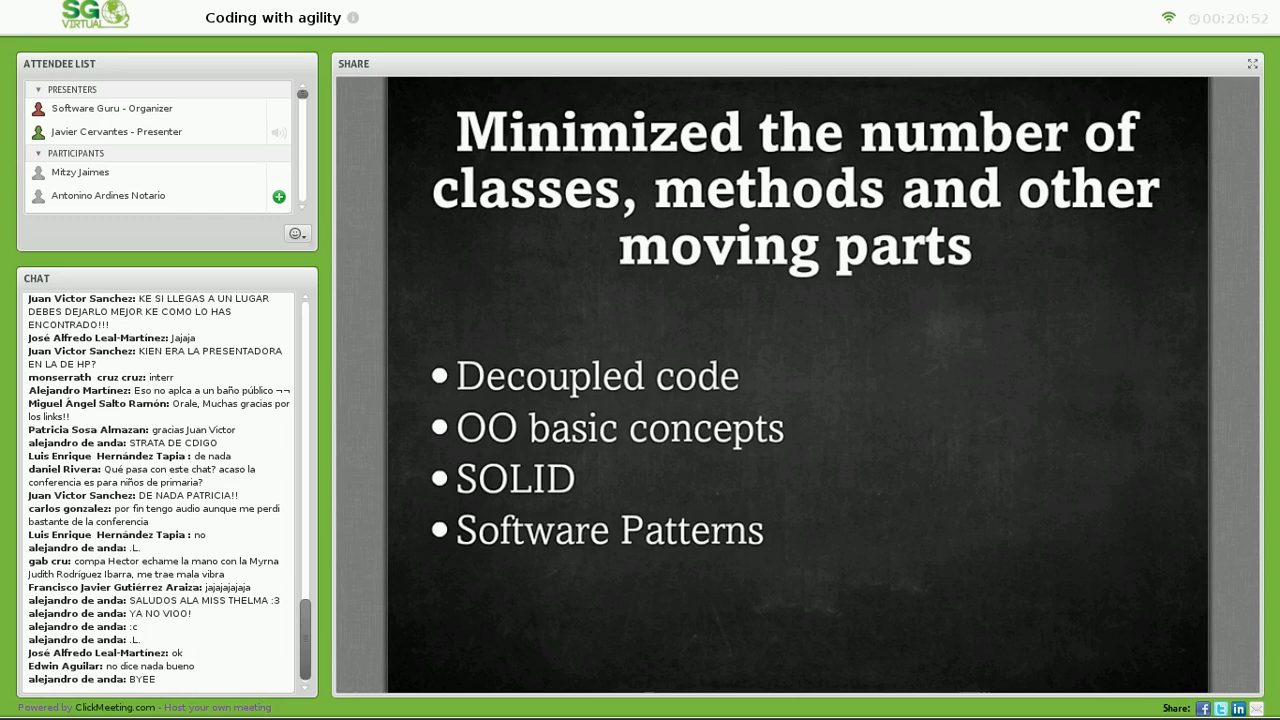 SG
VIRTUAL
Coding with agility
00:20:52
ATTENDEE LIST
PRESENTERS
Software Guru - Organizer
Javier Cervantes - Presenter
PARTICIPANTS
Mitzy Jaimes
Antonino Ardines Notario
CHAT
Juan Victor Sanchez: KE SI LLEGAS A UN LUGAR
DEBES DEJARLO MEJOR KE COMO LO HAS
ENCONTRADO!!!
José Alfredo Leal-Martínez: Jajaja
Juan Victor Sanchez: KIEN ERA LA PRESENTADORA
EN LA DE HP?
monserrath cruz cruz: interr
Alejandro Martínez: Eso no aplca a un baño público ¬¬
Miguel Ángel Salto Ramón: Orale, Muchas gracias por
los links!!
Patricia Sosa Almazan: gracias Juan Victor
alejandro de anda: STRATA DE CDIGO
Luis Enrique Hernández Tapia : de nada
daniel Rivera: Qué pasa con este chat? acaso la
conferencia es para niños de primaria?
Juan Victor Sanchez: DE NADA PATRICIA!!
carlos gonzalez: por fin tengo audio aunque me perdi
bastante de la conferencia
Luis Enrique Hernández Tapia : no
alejandro de anda: .L.
gab cru: compa Hector echame la mano con la Myrna
Judith Rodríguez Ibarra, me trae mala vibra
Francisco Javier Gutiérrez Araiza: jajajajajaja
alejandro de anda: SALUDOS ALA MISS THELMA :3
alejandro de anda: YA NO VIOO!
alejandro de anda: :c
alejandro de anda: .L.
José Alfredo Leal-Martínez: ok
Edwin Aguilar: no dice nada bueno
alejandro de anda: BYEE
SHARE
Minimized the number of
classes, methods and other
moving parts
• Decoupled code
• OO basic concepts
• SOLID
• Software Patterns
Powered by ClickMeeting.com - Host your own meeting
Share: